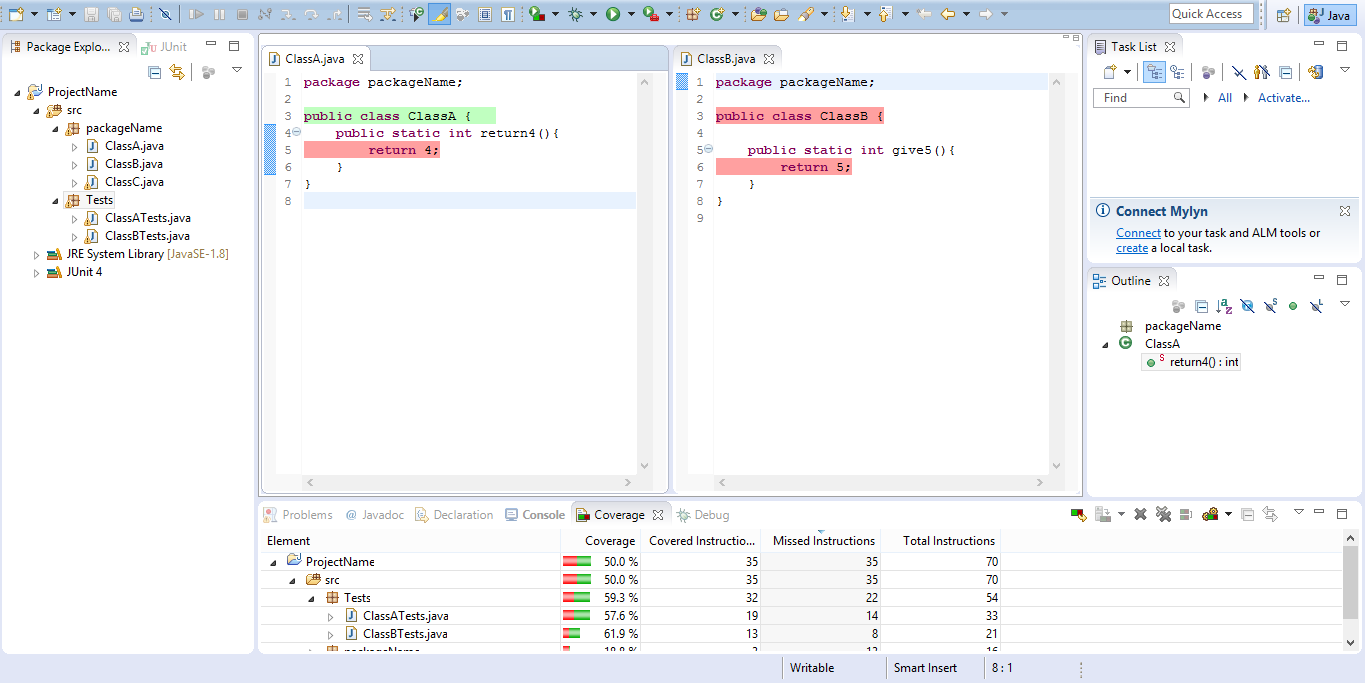 Quick Access
Java
Package Explo...
JUnit
ProjectName
src
packageName
ClassA.java
ClassB.java
ClassC.java
Tests
ClassATests.java
ClassBTests.java
JRE System Library [JavaSE-1.8]
JUnit 4
ClassA.java
1 package packageName;
2
3 public class ClassA {
4 public static int return4(){
5 return 4;
6 }
7 }
8
ClassB.java
1 package packageName;
2
3 public class ClassB {
4
5 public static int give5(){
6 return 5;
7 }
8 }
9
Task List
Find
All
Activate...
Connect Mylyn
Connect to your task and ALM tools or
create a local task.
Outline
packageName
ClassA
return4() : int
Problems
@ Javadoc
Declaration
Console
Coverage
Debug
Element Coverage Covered Instructio... Missed Instructions Total Instructions
ProjectName 50.0 % 35 35 70
src 50.0 % 35 35 70
Tests 59.3 % 32 22 54
ClassATests.java 57.6 % 19 14 33
ClassBTests.java 61.9 % 13 8 21
Writable
Smart Insert
8 : 1